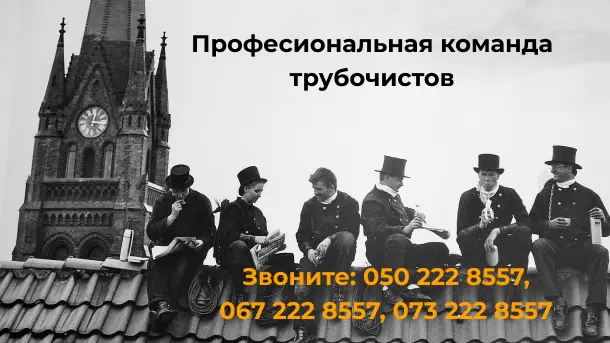 Професиональная команда
трубочистов
Звоните: 050 222 8557,
067 222 8557, 073 222 8557